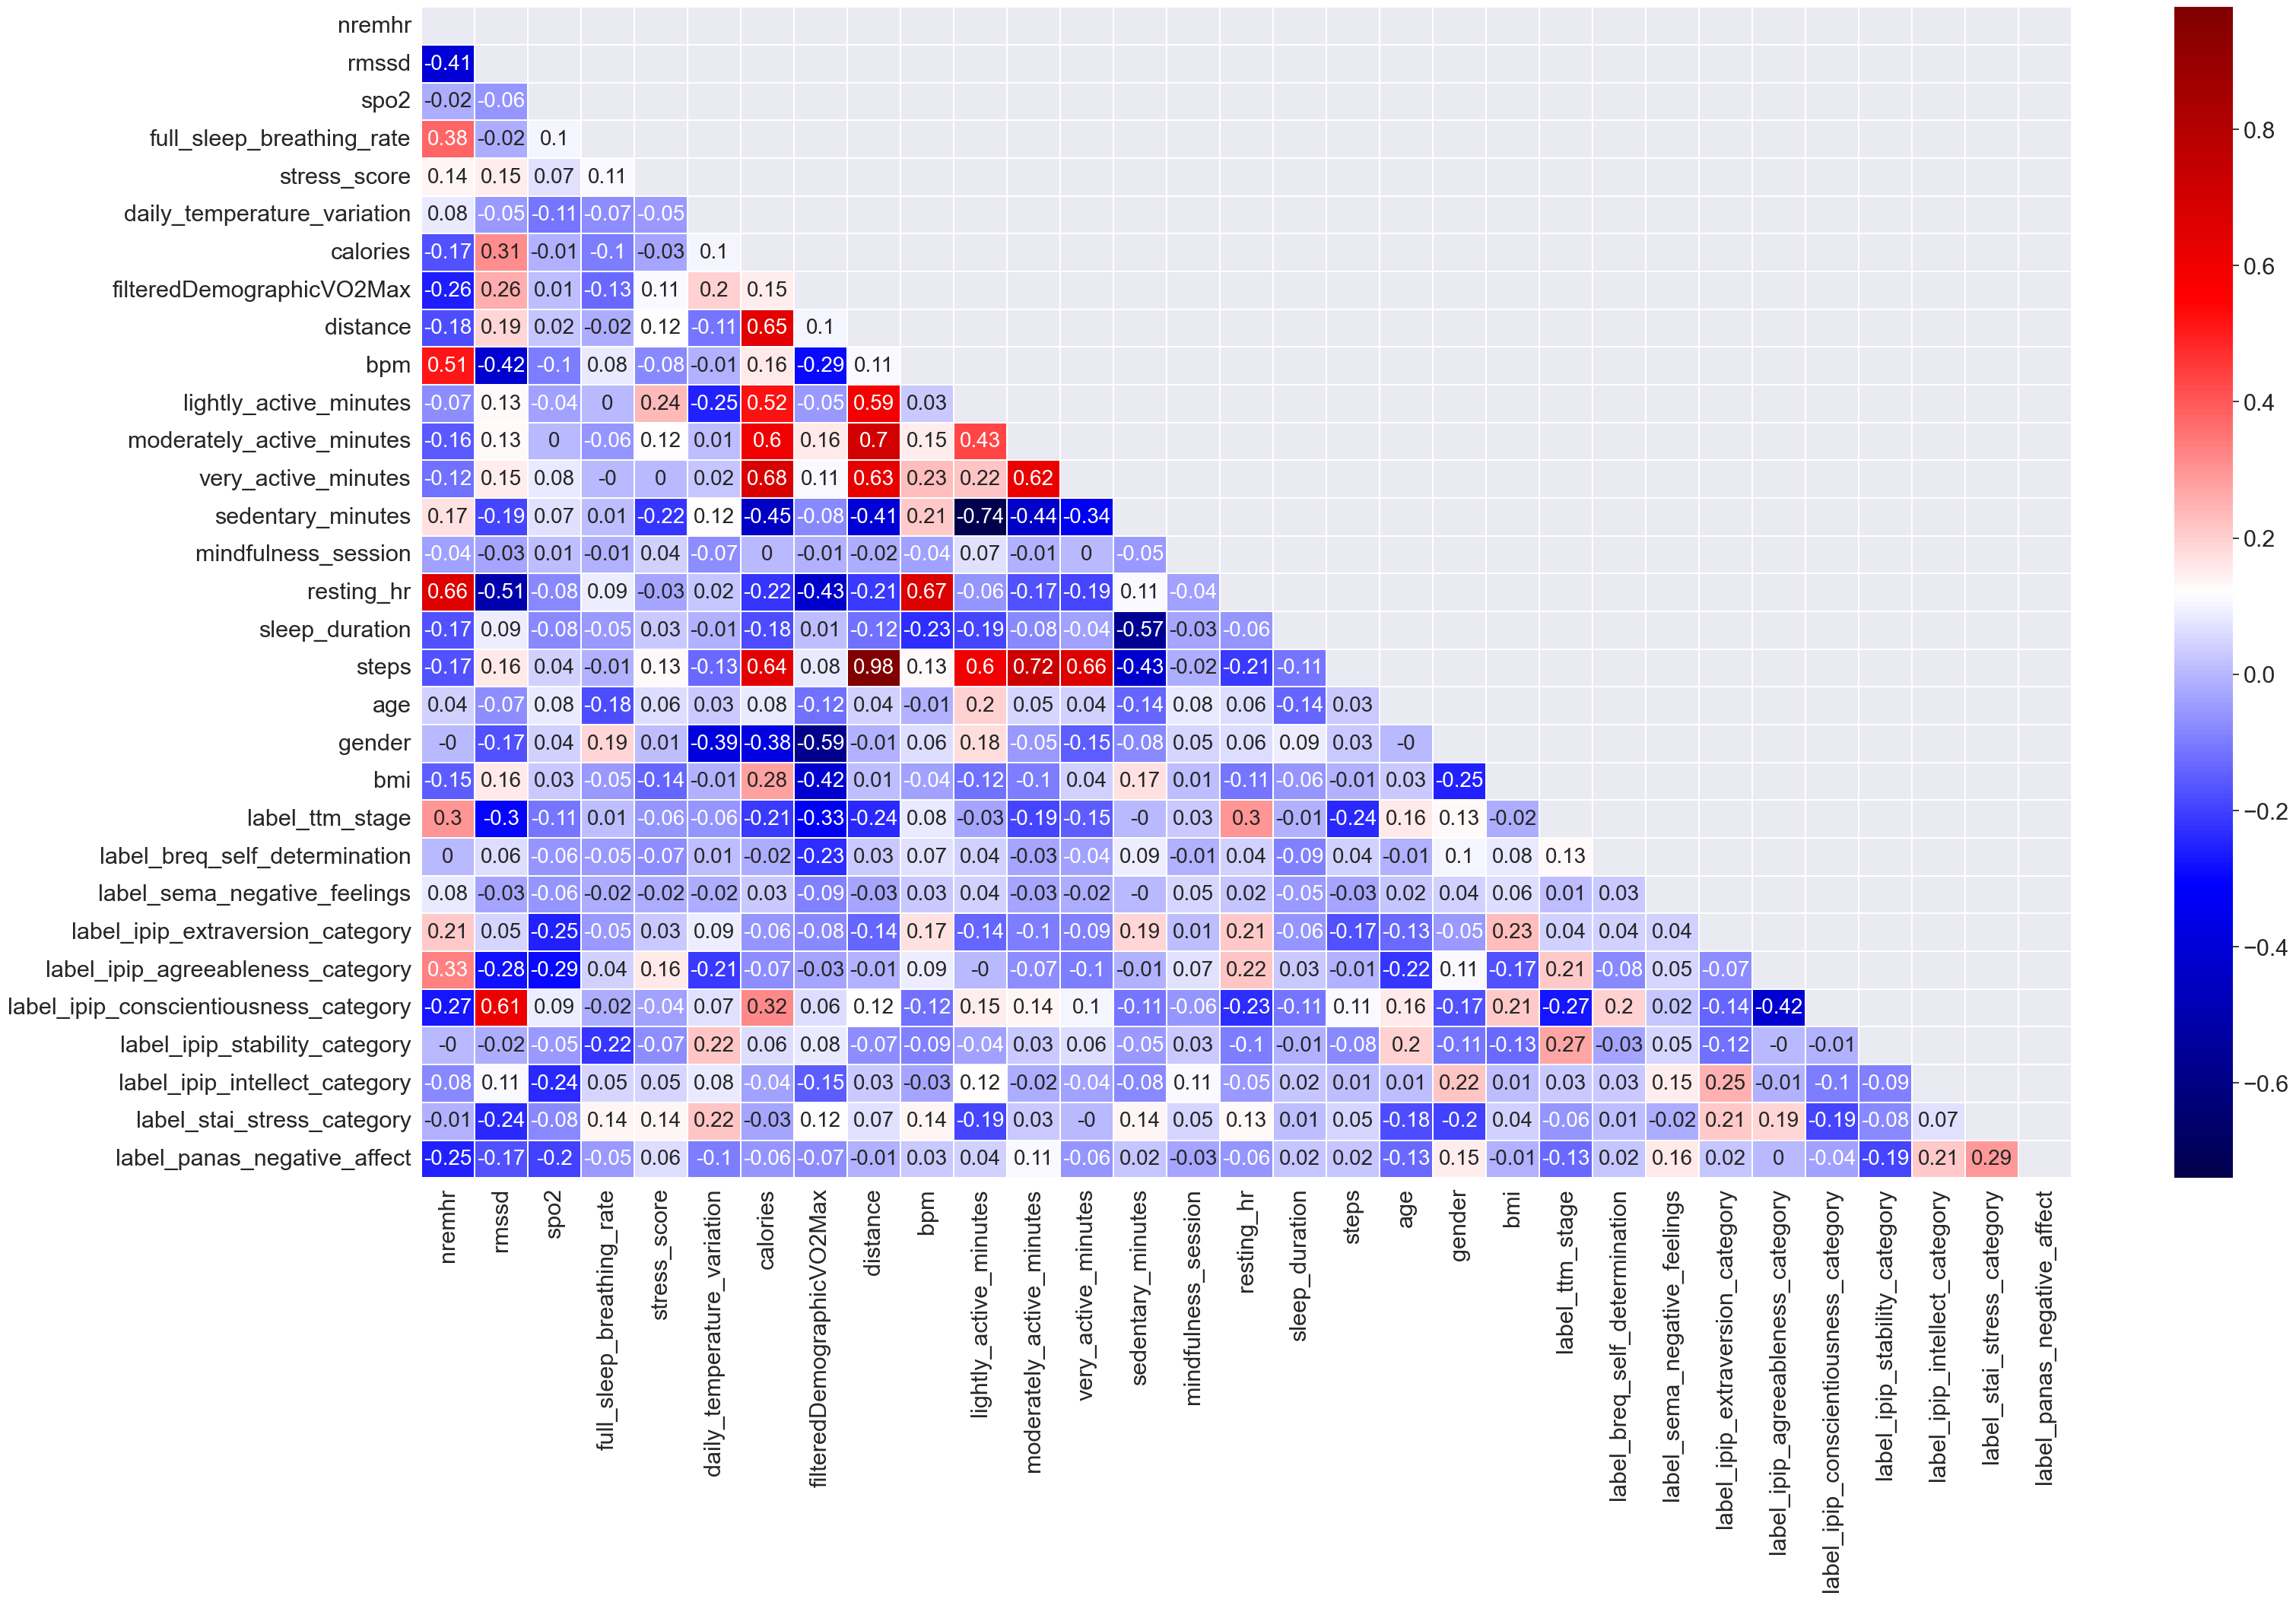 nremhr
rmssd -0.41
spo2 -0.02 -0.06
full_sleep_breathing_rate 0.38 -0.02 0.1
stress_score 0.14 0.15 0.07 0.11
daily_temperature_variation 0.08 -0.05 -0.11 -0.07 -0.05
calories -0.17 0.31 -0.01 -0.1 -0.03 0.1
filteredDemographicVO2Max -0.26 0.26 0.01 -0.13 0.11 0.2 0.15
distance -0.18 0.19 0.02 -0.02 0.12 -0.11 0.65 0.1
bpm 0.51 -0.42 -0.1 0.08 -0.08 -0.01 0.16 -0.29 0.11
lightly_active_minutes -0.07 0.13 -0.04 0 0.24 -0.25 0.52 -0.05 0.59 0.03
moderately_active_minutes -0.16 0.13 0 -0.06 0.12 0.01 0.6 0.16 0.7 0.15 0.43
very_active_minutes -0.12 0.15 0.08 -0 0 0.02 0.68 0.11 0.63 0.23 0.22 0.62
sedentary_minutes 0.17 -0.19 0.07 0.01 -0.22 0.12 -0.45 -0.08 -0.41 0.21 -0.74 -0.44 -0.34
mindfulness_session -0.04 -0.03 0.01 -0.01 0.04 -0.07 0 -0.01 -0.02 -0.04 0.07 -0.01 0 -0.05
resting_hr 0.66 -0.51 -0.08 0.09 -0.03 0.02 -0.22 -0.43 -0.21 0.67 -0.06 -0.17 -0.19 0.11 -0.04
sleep_duration -0.17 0.09 -0.08 -0.05 0.03 -0.01 -0.18 0.01 -0.12 -0.23 -0.19 -0.08 -0.04 -0.57 -0.03 -0.06
steps -0.17 0.16 0.04 -0.01 0.13 -0.13 0.64 0.08 0.98 0.13 0.6 0.72 0.66 -0.43 -0.02 -0.21 -0.11
age 0.04 -0.07 0.08 -0.18 0.06 0.03 0.08 -0.12 0.04 -0.01 0.2 0.05 0.04 -0.14 0.08 0.06 -0.14 0.03
gender -0 -0.17 0.04 0.19 0.01 -0.39 -0.38 -0.59 -0.01 0.06 0.18 -0.05 -0.15 -0.08 0.05 0.06 0.09 0.03 -0
bmi -0.15 0.16 0.03 -0.05 -0.14 -0.01 0.28 -0.42 0.01 -0.04 -0.12 -0.1 0.04 0.17 0.01 -0.11 -0.06 -0.01 0.03 -0.25
label_ttm_stage 0.3 -0.3 -0.11 0.01 -0.06 -0.06 -0.21 -0.33 -0.24 0.08 -0.03 -0.19 -0.15 -0 0.03 0.3 -0.01 -0.24 0.16 0.13 -0.02
label_breq_self_determination 0 0.06 -0.06 -0.05 -0.07 0.01 -0.02 -0.23 0.03 0.07 0.04 -0.03 -0.04 0.09 -0.01 0.04 -0.09 0.04 -0.01 0.1 0.08 0.13
label_sema_negative_feelings 0.08 -0.03 -0.06 -0.02 -0.02 -0.02 0.03 -0.09 -0.03 0.03 0.04 -0.03 -0.02 -0 0.05 0.02 -0.05 -0.03 0.02 0.04 0.06 0.01 0.03
label_ipip_extraversion_category 0.21 0.05 -0.25 -0.05 0.03 0.09 -0.06 -0.08 -0.14 0.17 -0.14 -0.1 -0.09 0.19 0.01 0.21 -0.06 -0.17 -0.13 -0.05 0.23 0.04 0.04 0.04
label_ipip_agreeableness_category 0.33 -0.28 -0.29 0.04 0.16 -0.21 -0.07 -0.03 -0.01 0.09 -0 -0.07 -0.1 -0.01 0.07 0.22 0.03 -0.01 -0.22 0.11 -0.17 0.21 -0.08 0.05 -0.07
label_ipip_conscientiousness_category -0.27 0.61 0.09 -0.02 -0.04 0.07 0.32 0.06 0.12 -0.12 0.15 0.14 0.1 -0.11 -0.06 -0.23 -0.11 0.11 0.16 -0.17 0.21 -0.27 0.2 0.02 -0.14 -0.42
label_ipip_stability_category -0 -0.02 -0.05 -0.22 -0.07 0.22 0.06 0.08 -0.07 -0.09 -0.04 0.03 0.06 -0.05 0.03 -0.1 -0.01 -0.08 0.2 -0.11 -0.13 0.27 -0.03 0.05 -0.12 -0 -0.01
label_ipip_intellect_category -0.08 0.11 -0.24 0.05 0.05 0.08 -0.04 -0.15 0.03 -0.03 0.12 -0.02 -0.04 -0.08 0.11 -0.05 0.02 0.01 0.01 0.22 0.01 0.03 0.03 0.15 0.25 -0.01 -0.1 -0.09
label_stai_stress_category -0.01 -0.24 -0.08 0.14 0.14 0.22 -0.03 0.12 0.07 0.14 -0.19 0.03 -0 0.14 0.05 0.13 0.01 0.05 -0.18 -0.2 0.04 -0.06 0.01 -0.02 0.21 0.19 -0.19 -0.08 0.07
label_panas_negative_affect -0.25 -0.17 -0.2 -0.05 0.06 -0.1 -0.06 -0.07 -0.01 0.03 0.04 0.11 -0.06 0.02 -0.03 -0.06 0.02 0.02 -0.13 0.15 -0.01 -0.13 0.02 0.16 0.02 0 -0.04 -0.19 0.21 0.29
nremhr
rmssd
spo2
full_sleep_breathing_rate
stress_score
daily_temperature_variation
calories
filteredDemographicVO2Max
distance
bpm
lightly_active_minutes
moderately_active_minutes
very_active_minutes
sedentary_minutes
mindfulness_session
resting_hr
sleep_duration
steps
age
gender
bmi
label_ttm_stage
label_breq_self_determination
label_sema_negative_feelings
label_ipip_extraversion_category
label_ipip_agreeableness_category
label_ipip_conscientiousness_category
label_ipip_stability_category
label_ipip_intellect_category
label_stai_stress_category
label_panas_negative_affect
0.8
0.6
0.4
0.2
0.0
−0.2
−0.4
−0.6